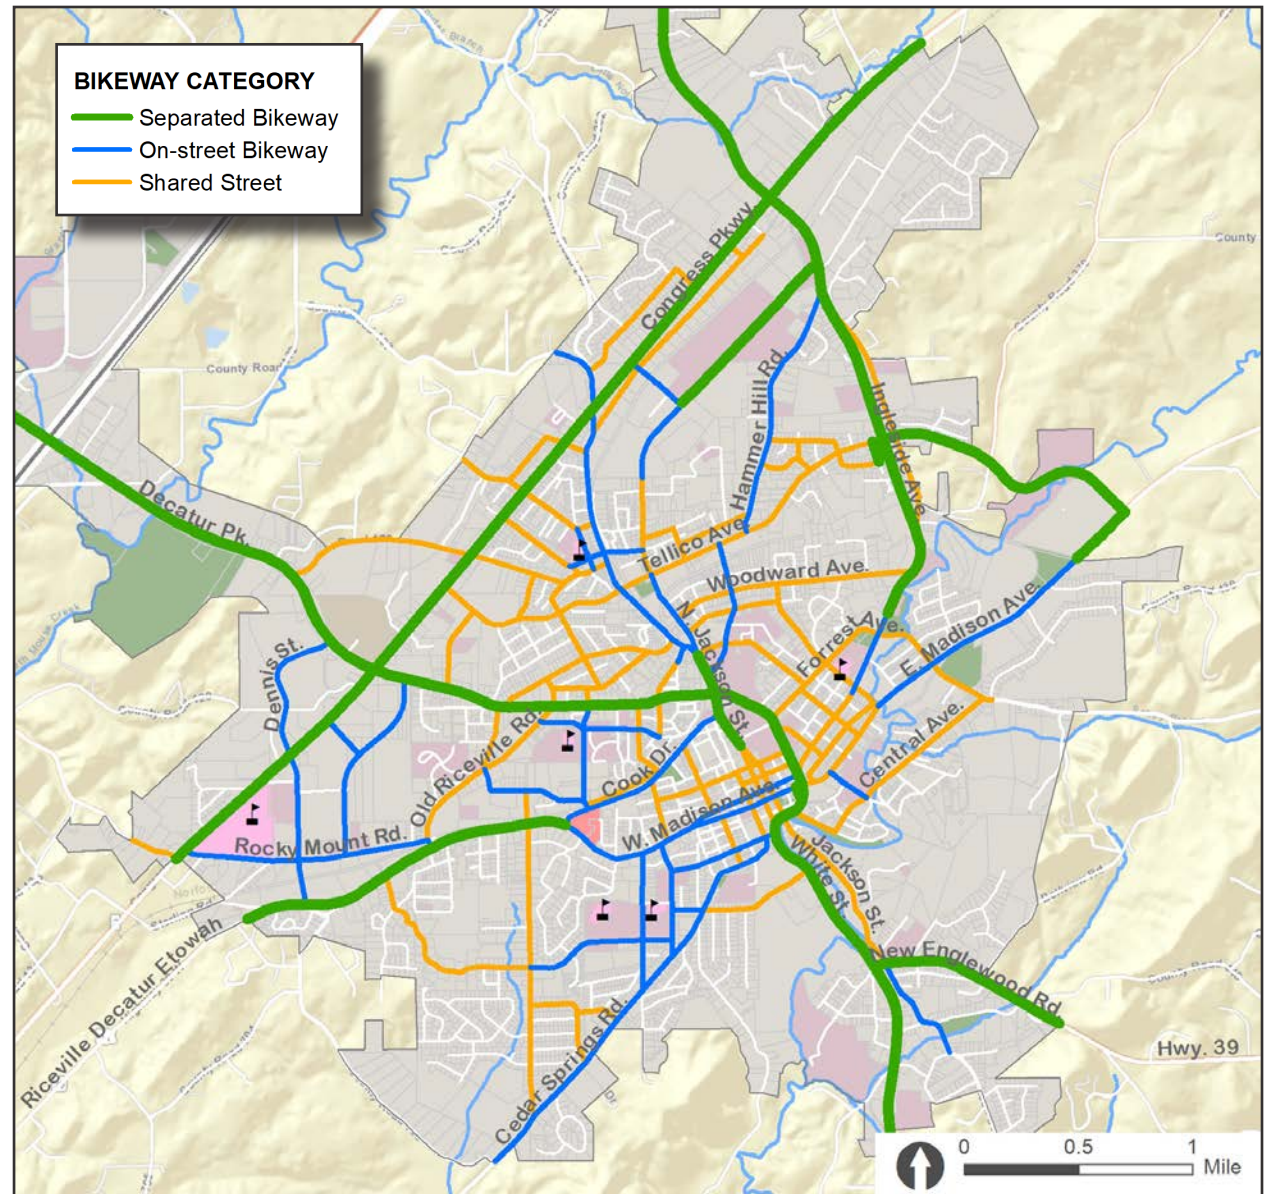 BIKEWAY CATEGORY
Separated Bikeway
On-street Bikeway
Shared Street
Congress Pkwy.
County
County Road
Ingleside Ave.
Hammer Hill Rd.
Decatur Pk.
Tellico Ave.
Woodward Ave.
N. Jackson St.
Forrest Ave.
E. Madison Ave.
Dennis St.
Central Ave.
Old Riceville Rd.
Cook Dr.
W. Madison Ave.
Rocky Mount Rd.
Jackson St.
White St.
Riceville Decatur Etowah
New Englewood Rd.
Cedar Springs Rd.
Dr
Hwy. 39
0 0.5 1
Mile